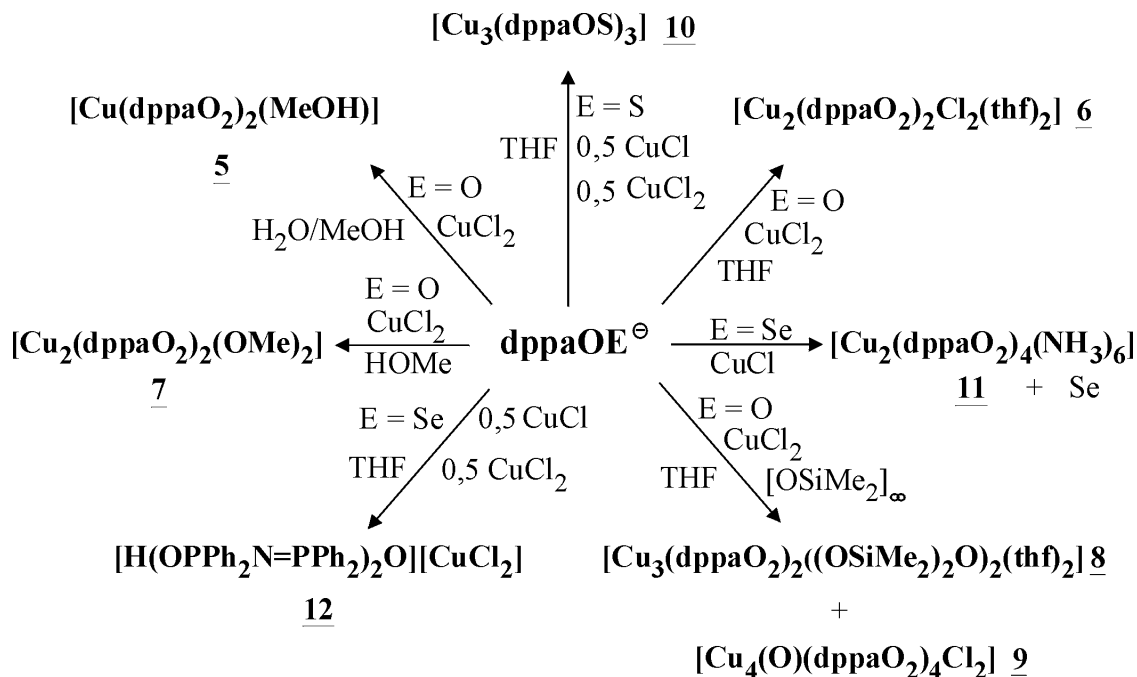 [Cu₃(dppaOS)₃] 10
[Cu(dppaO₂)₂(MeOH)]
5
E = S
THF
0,5 CuCl
0,5 CuCl₂
[Cu₂(dppaO₂)₂Cl₂(thf)₂] 6
E = O
CuCl₂
H₂O/MeOH
E = O
CuCl₂
THF
E = O
CuCl₂
HOMe
[Cu₂(dppaO₂)₂(OMe)₂]
7
dppaOE⊖
E = Se
CuCl
[Cu₂(dppaO₂)₄(NH₃)₆]
11 + Se
E = Se
0,5 CuCl
THF
0,5 CuCl₂
E = O
CuCl₂
THF
[OSiMe₂]∞
[H(OPPh₂N=PPh₂)₂O][CuCl₂]
12
[Cu₃(dppaO₂)₂((OSiMe₂)₂O)₂(thf)₂] 8
+
[Cu₄(O)(dppaO₂)₄Cl₂] 9